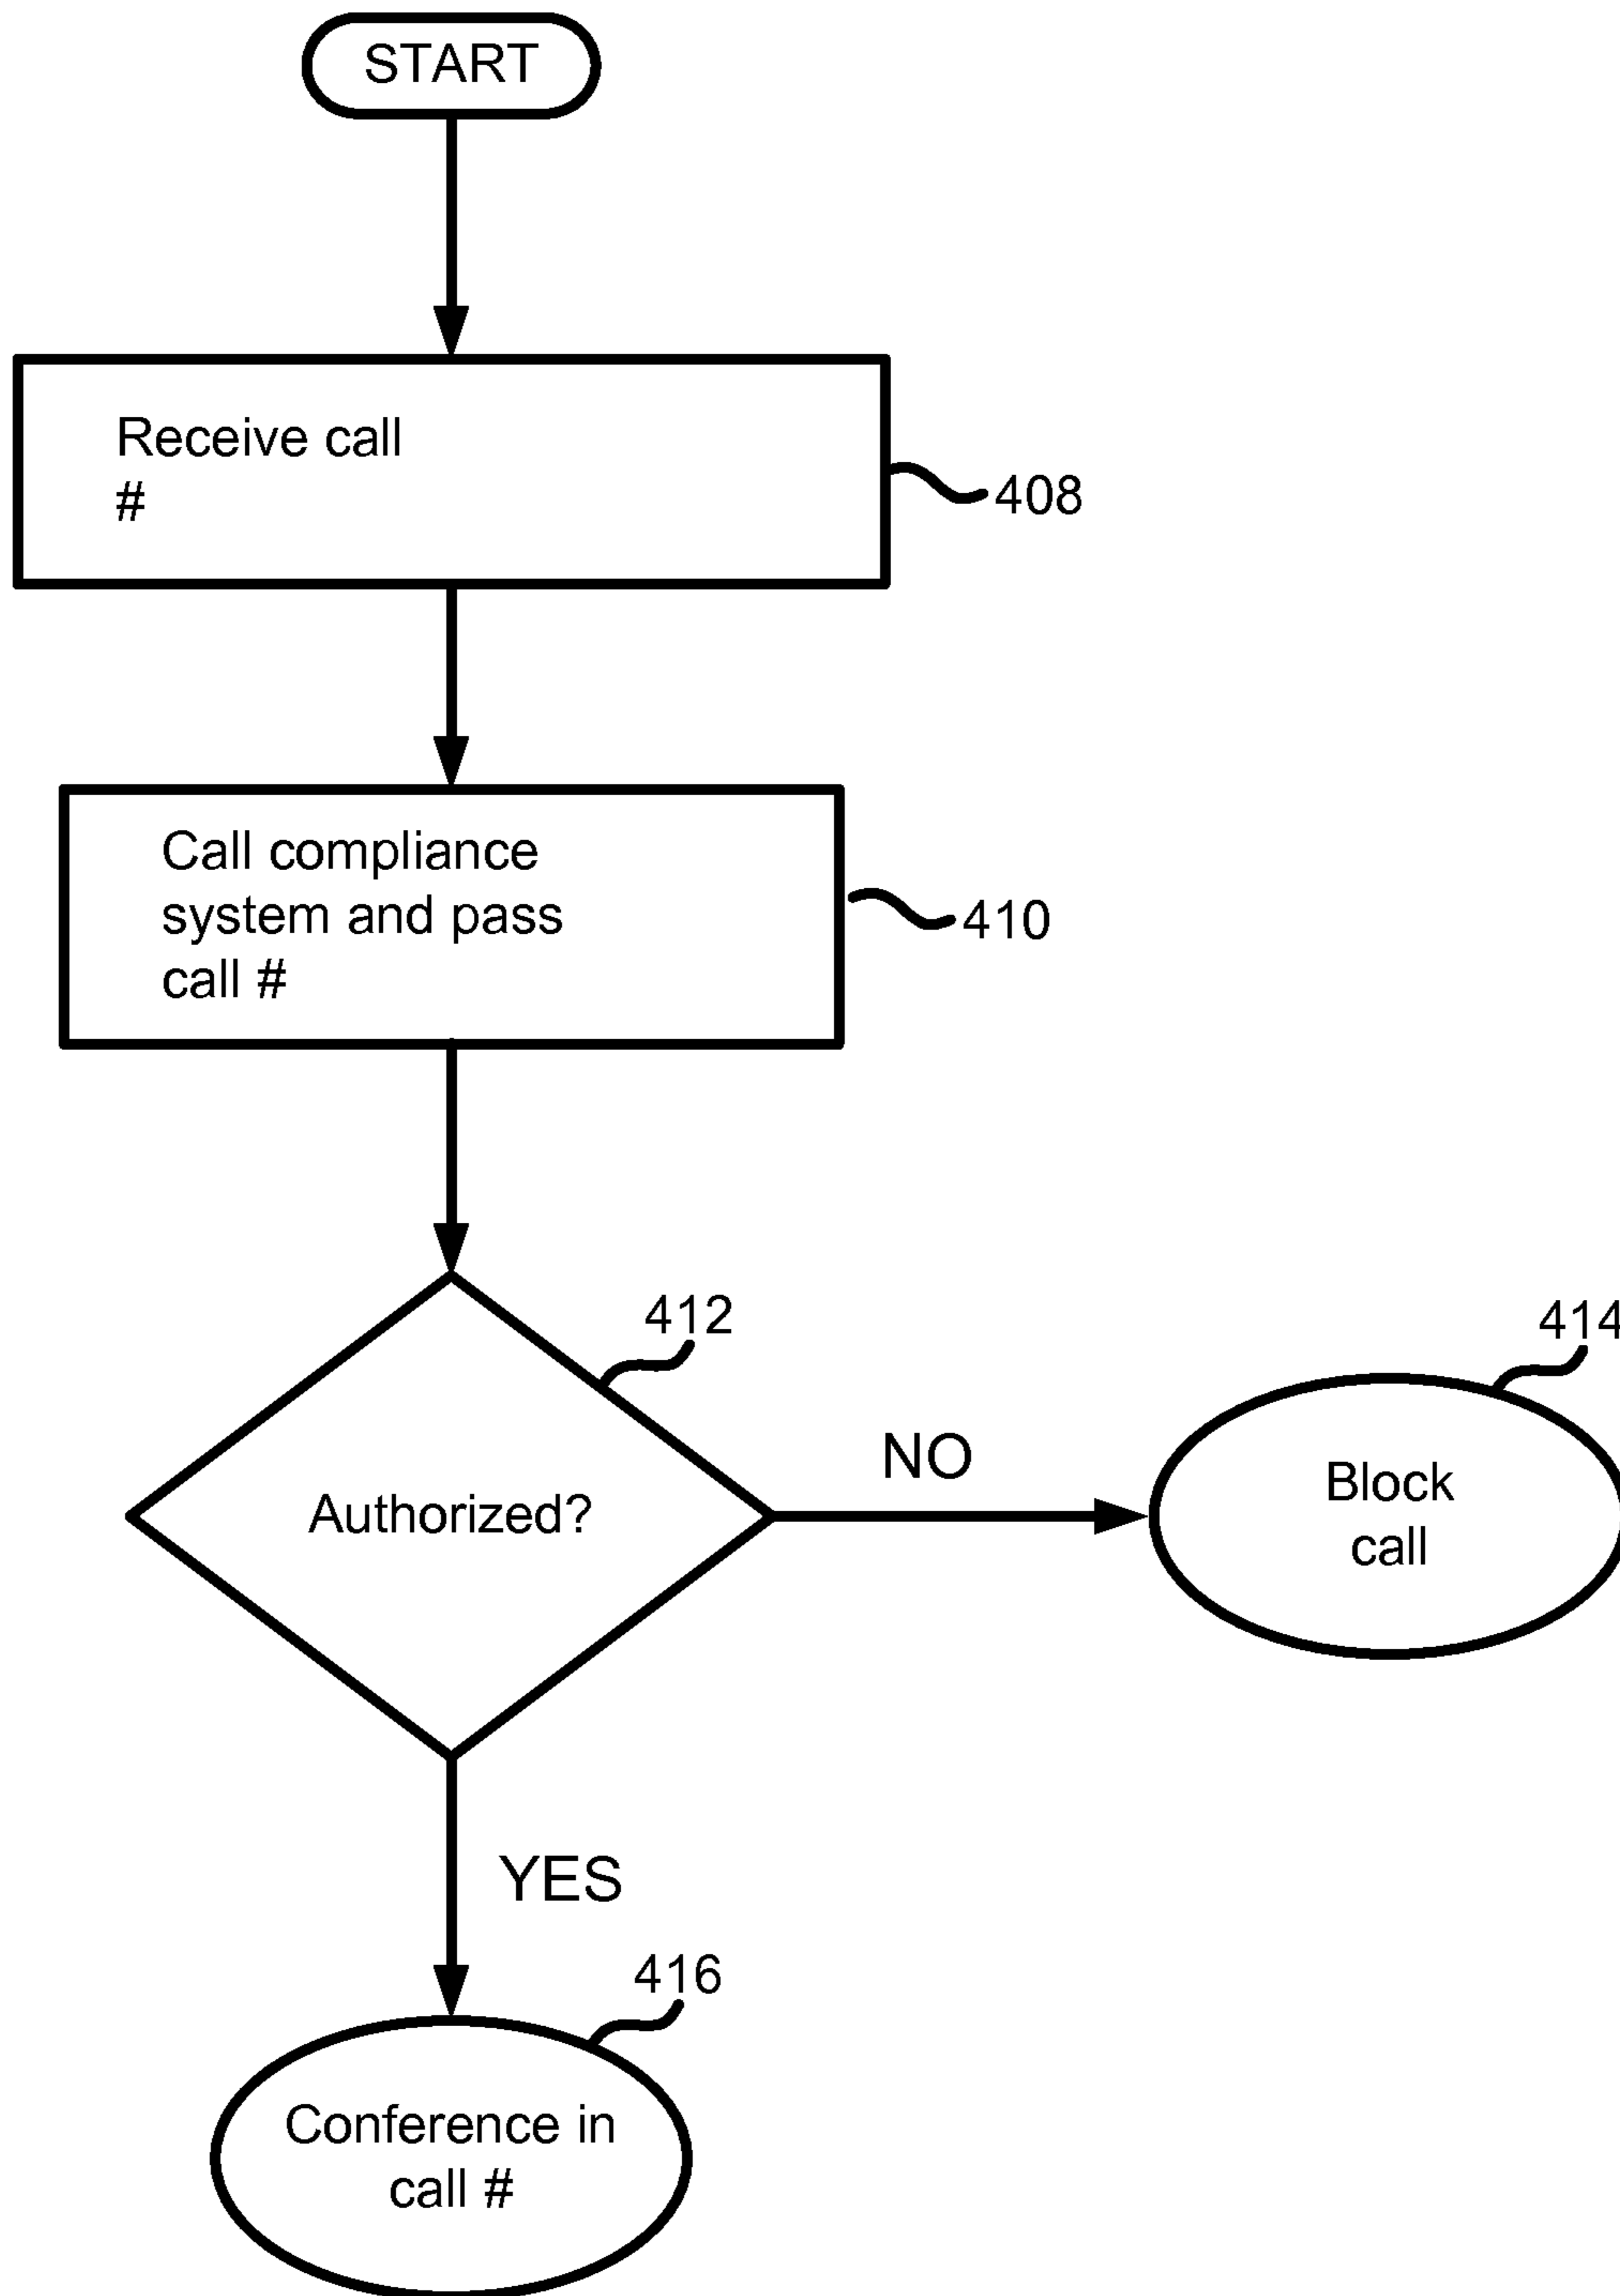 START
Receive call
#
408
Call compliance
system and pass
call #
410
412
414
Authorized?
NO
Block
call
YES
416
Conference in
call #